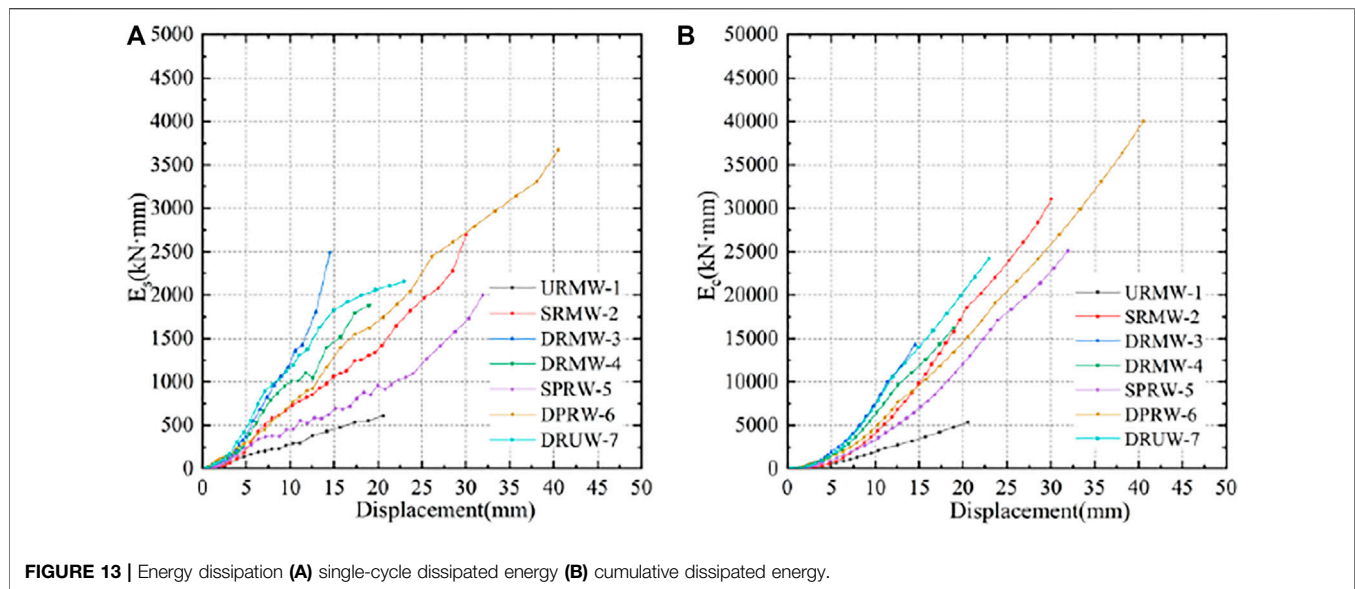 A
5000
4500
4000
3500
3000
2500
2000
1500
1000
500
0
Es(kN·mm)
0 5 10 15 20 25 30 35 40 45 50
Displacement(mm)
URMW-1
SRMW-2
DRMW-3
DRMW-4
SPRW-5
DPRW-6
DRUW-7
B
50000
45000
40000
35000
30000
25000
20000
15000
10000
5000
0
Ec(kN·mm)
0 5 10 15 20 25 30 35 40 45 50
Displacement(mm)
URMW-1
SRMW-2
DRMW-3
DRMW-4
SPRW-5
DPRW-6
DRUW-7
FIGURE 13 | Energy dissipation (A) single-cycle dissipated energy (B) cumulative dissipated energy.